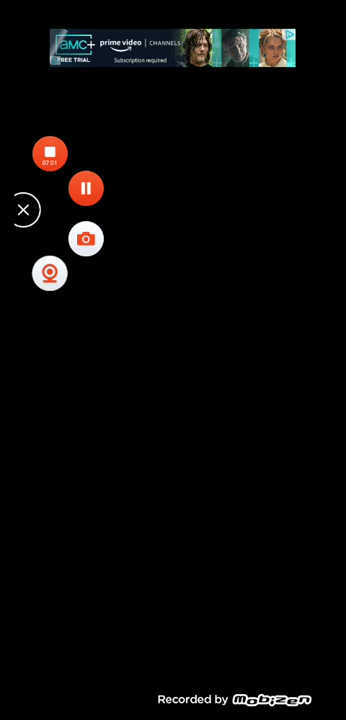 aMC+ prime video | CHANNELS
FREE TRIAL Subscription required
07:01
Recorded by Mobizen